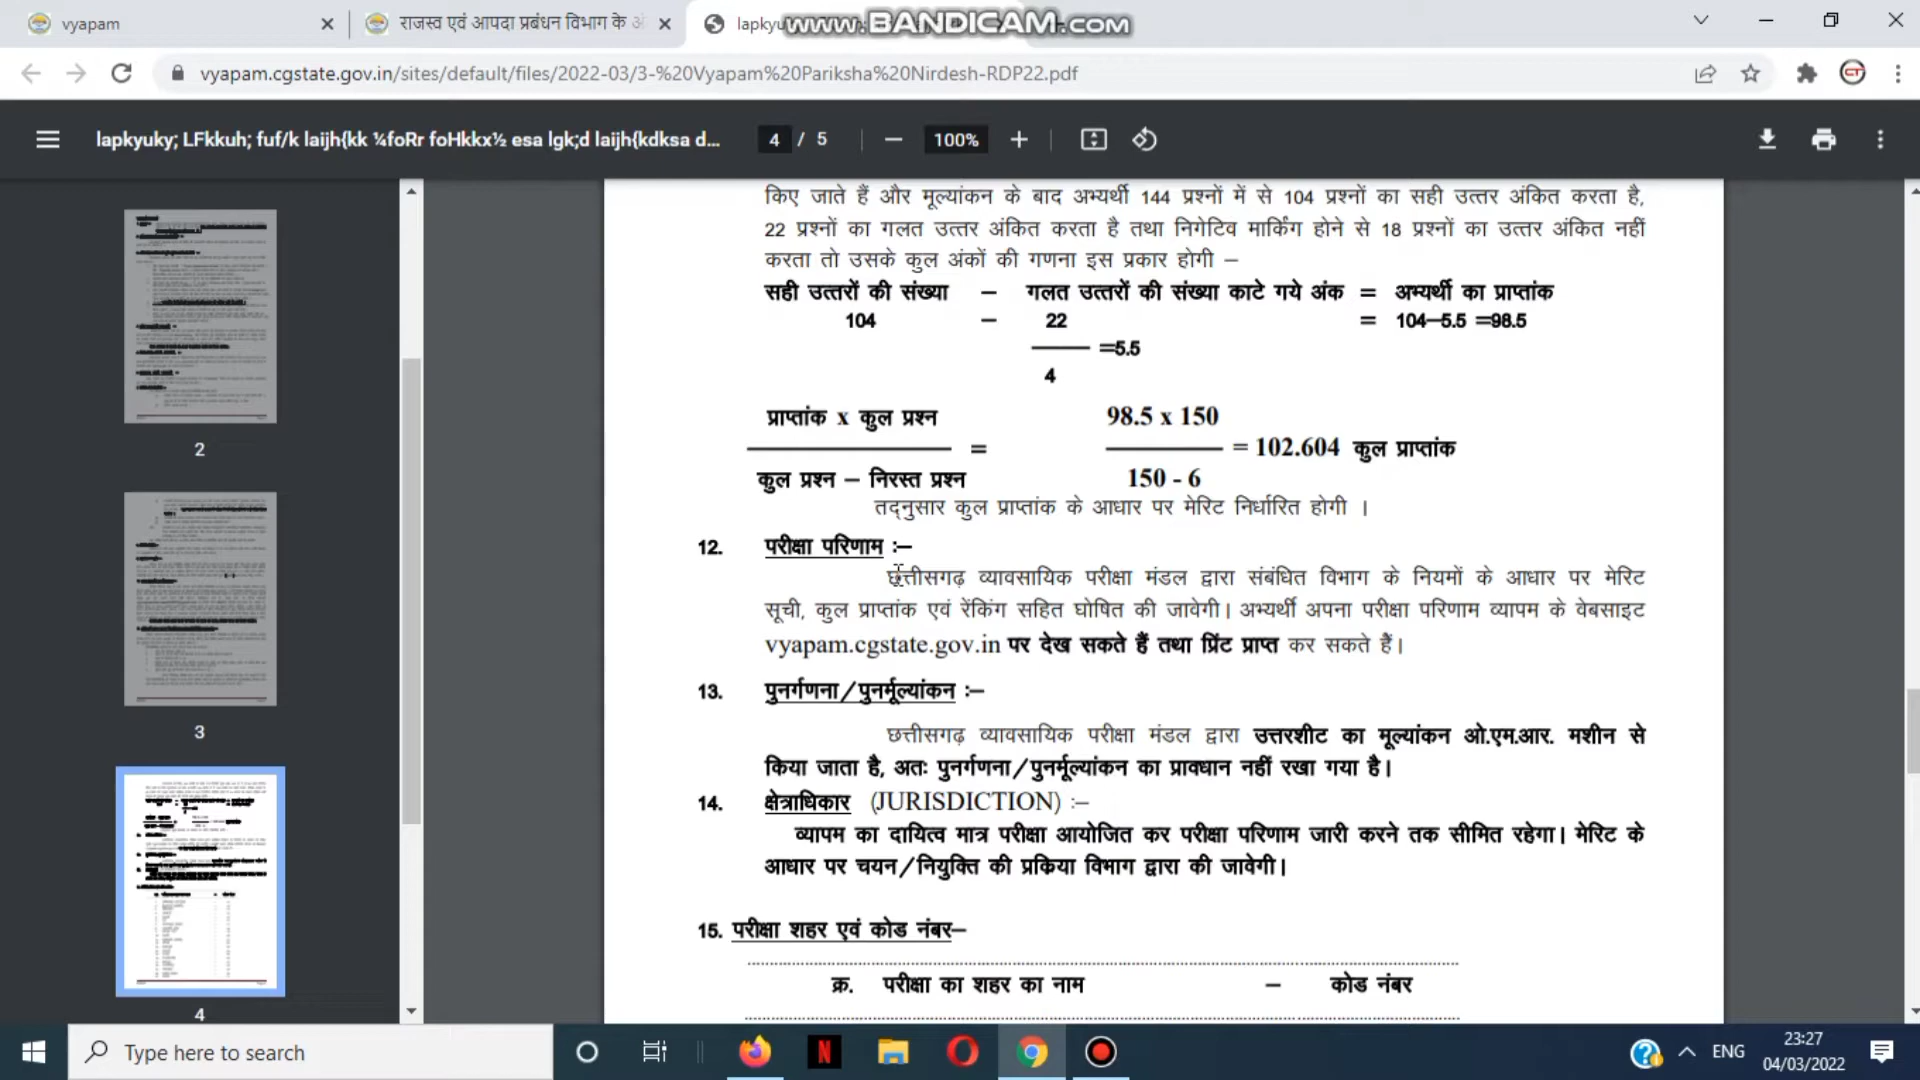 vyapam
राजस्व एवं आपदा प्रबंधन विभाग के अं
lapkyu
www.BANDICAM.com
vyapam.cgstate.gov.in/sites/default/files/2022-03/3-%20Vyapam%20Pariksha%20Nirdesh-RDP22.pdf
lapkyuky; LFkkuh; fuf/k laijh{kk ¼foRr foHkkx½ esa lgk;d laijh{kdksa d...
4 / 5
100%
किए जाते हैं और मूल्यांकन के बाद अभ्यर्थी 144 प्रश्नों में से 104 प्रश्नों का सही उत्तर अंकित करता है,
22 प्रश्नों का गलत उत्तर अंकित करता है तथा निगेटिव मार्किंग होने से 18 प्रश्नों का उत्तर अंकित नहीं
करता तो उसके कुल अंकों की गणना इस प्रकार होगी –
सही उत्तरों की संख्या – गलत उत्तरों की संख्या काटे गये अंक = अभ्यर्थी का प्राप्तांक
104 – 22 = 104–5.5 =98.5
=5.5
4
प्राप्तांक x कुल प्रश्न 98.5 x 150
= = 102.604 कुल प्राप्तांक
कुल प्रश्न – निरस्त प्रश्न 150 - 6
तद्नुसार कुल प्राप्तांक के आधार पर मेरिट निर्धारित होगी ।
12. परीक्षा परिणाम :–
छत्तीसगढ़ व्यावसायिक परीक्षा मंडल द्वारा संबंधित विभाग के नियमों के आधार पर मेरिट
सूची, कुल प्राप्तांक एवं रेंकिंग सहित घोषित की जावेगी। अभ्यर्थी अपना परीक्षा परिणाम व्यापम के वेबसाइट
vyapam.cgstate.gov.in पर देख सकते हैं तथा प्रिंट प्राप्त कर सकते हैं।
13. पुनर्गणना/पुनर्मूल्यांकन :–
छत्तीसगढ़ व्यावसायिक परीक्षा मंडल द्वारा उत्तरशीट का मूल्यांकन ओ.एम.आर. मशीन से
किया जाता है, अतः पुनर्गणना/पुनर्मूल्यांकन का प्रावधान नहीं रखा गया है।
14. क्षेत्राधिकार (JURISDICTION) :–
व्यापम का दायित्व मात्र परीक्षा आयोजित कर परीक्षा परिणाम जारी करने तक सीमित रहेगा। मेरिट के
आधार पर चयन/नियुक्ति की प्रकिया विभाग द्वारा की जावेगी।
15. परीक्षा शहर एवं कोड नंबर–
क्र. परीक्षा का शहर का नाम – कोड नंबर
2
3
4
Type here to search
ENG
23:27
04/03/2022